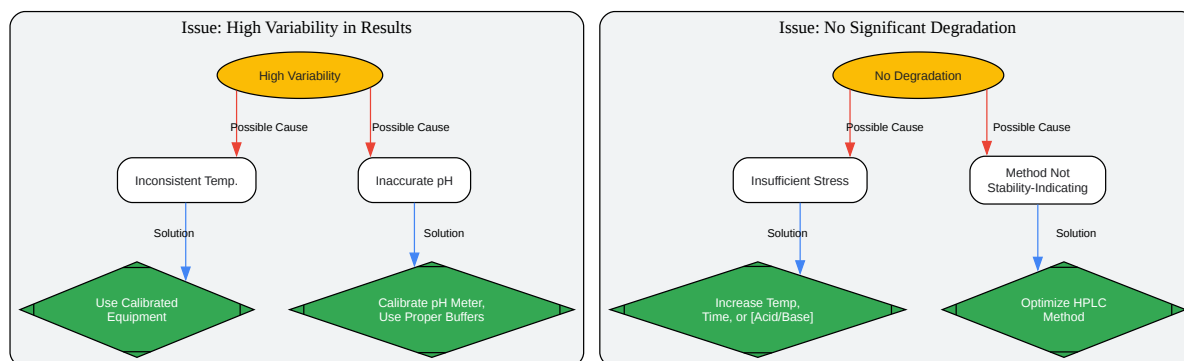 Issue: High Variability in Results
High Variability
Possible Cause
Possible Cause
Inconsistent Temp.
Inaccurate pH
Solution
Solution
Use Calibrated
Equipment
Calibrate pH Meter,
Use Proper Buffers
Issue: No Significant Degradation
No Degradation
Possible Cause
Possible Cause
Insufficient Stress
Method Not
Stability-Indicating
Solution
Solution
Increase Temp,
Time, or [Acid/Base]
Optimize HPLC
Method